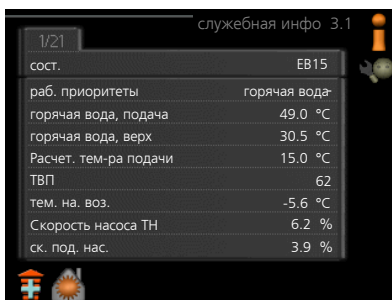 служебная инфо 3.1
1/21
сост. EB15
раб. приоритеты горячая вода-
горячая вода, подача 49.0 °C
горячая вода, верх 30.5 °C
Расчет. тем-ра подачи 15.0 °C
ТВП 62
тем. на. воз. -5.6 °C
Скорость насоса ТН 6.2 %
ск. под. нас. 3.9 %